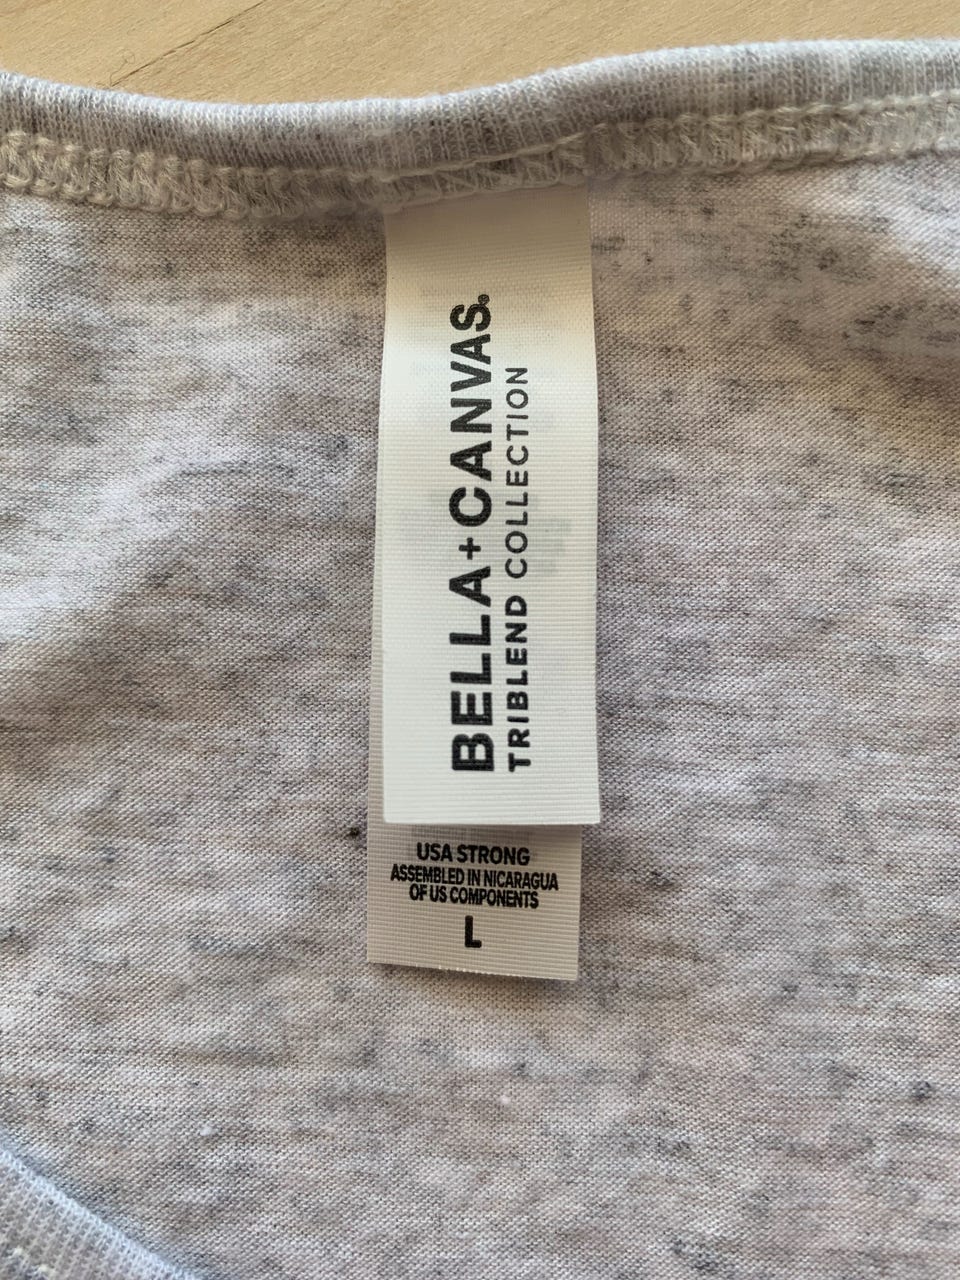 BELLA+CANVAS.
TRIBLEND COLLECTION
USA STRONG
ASSEMBLED IN NICARAGUA
OF US COMPONENTS
L